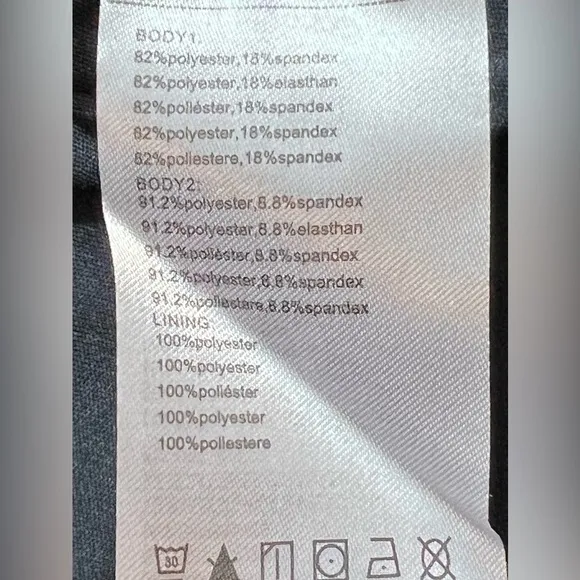 BODY1:
82%polyester,18%spandex
82%polyester,18%elasthan
82%poliéster,18%spandex
82%polyester,18%spandex
82%poliestere,18%spandex
BODY2:
91.2%polyester,8.8%spandex
91.2%polyester,8.8%elasthan
91.2%poliéster,8.8%spandex
91.2%polyester,8.8%spandex
91.2%poliestere,8.8%spandex
LINING:
100%polyester
100%polyester
100%poliéster
100%polyester
100%poliestere
30